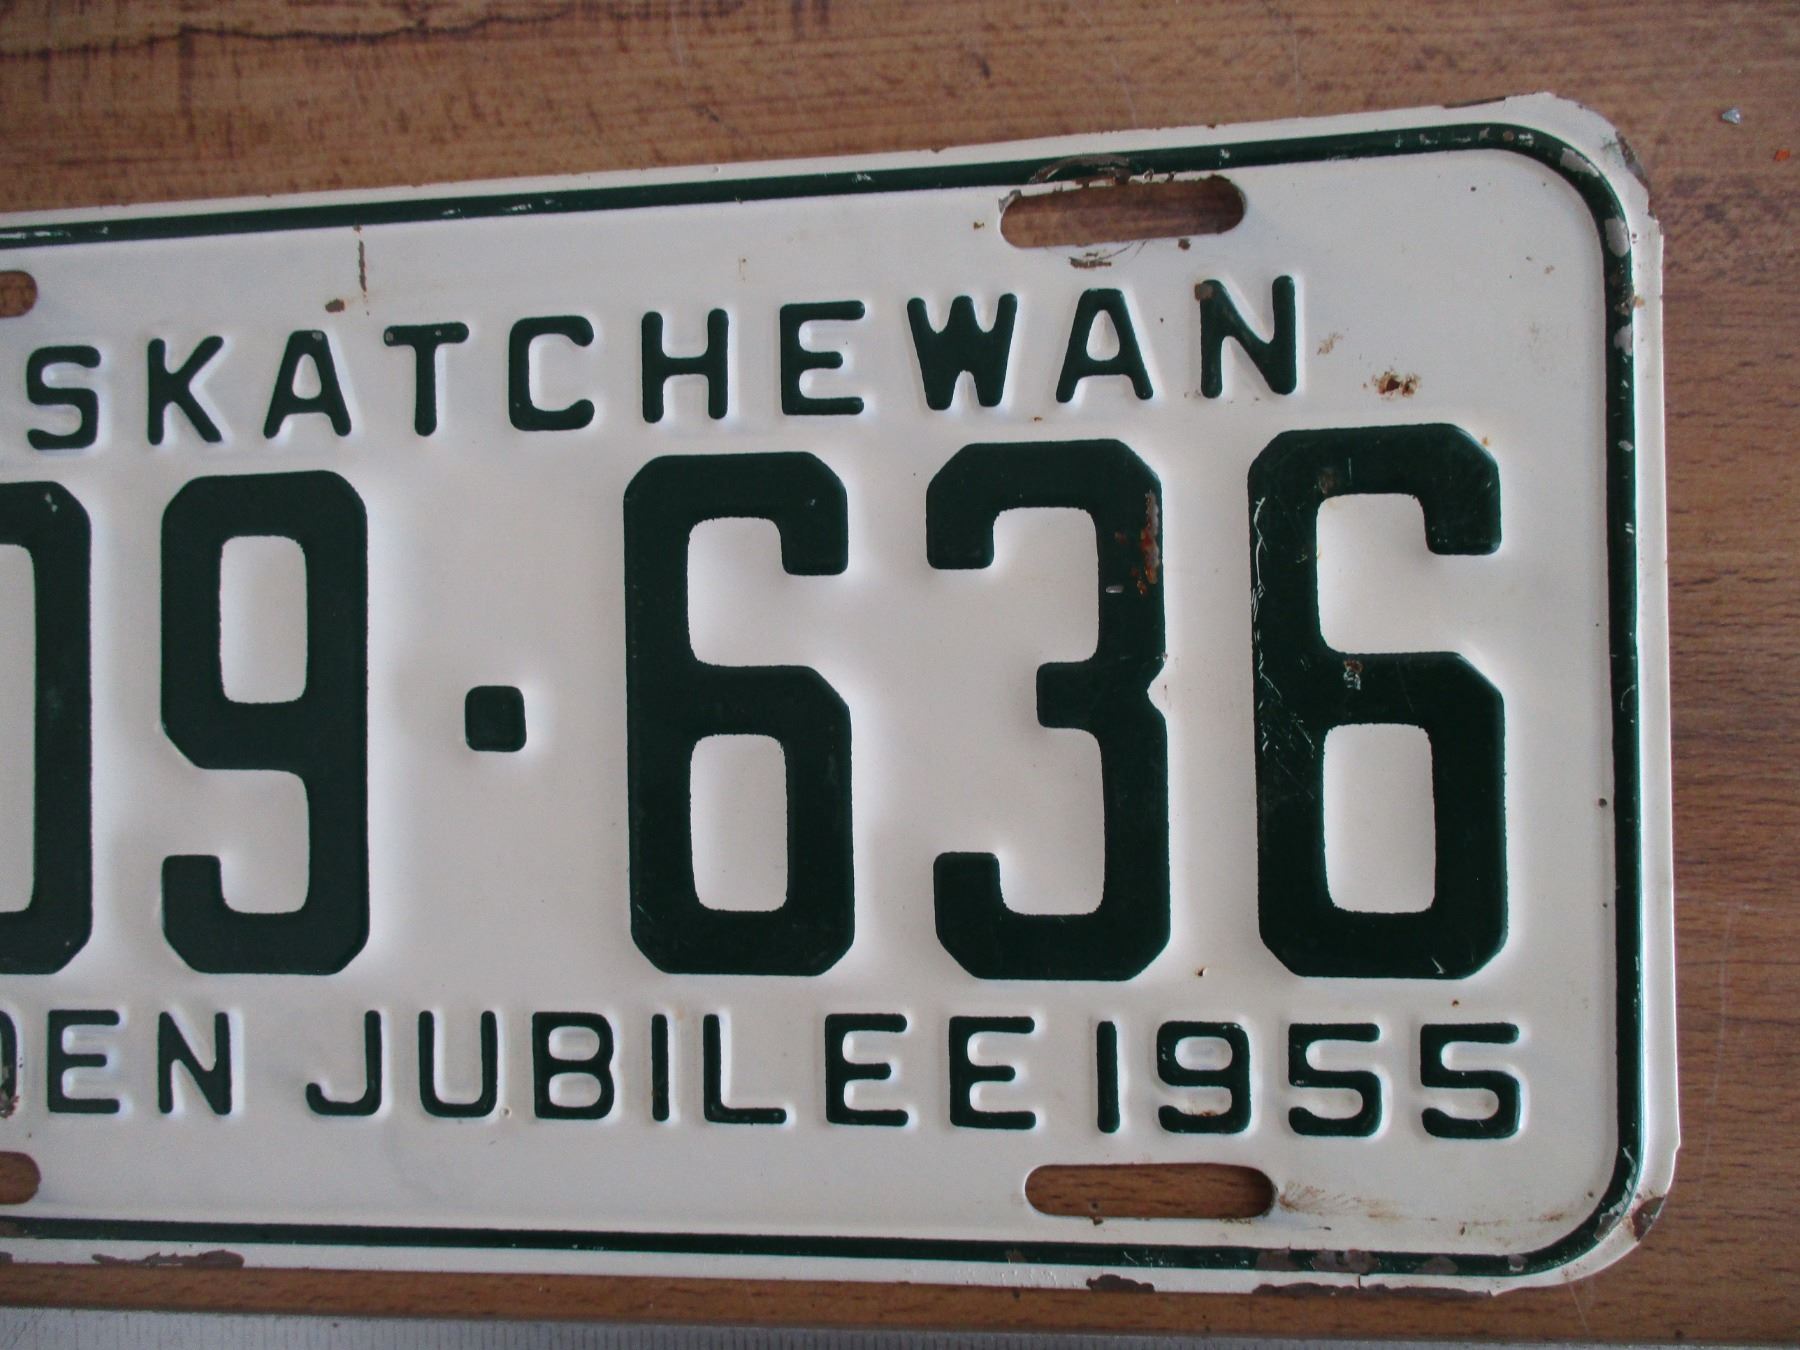 SKATCHEWAN
09·636
DEN JUBILEE 1955